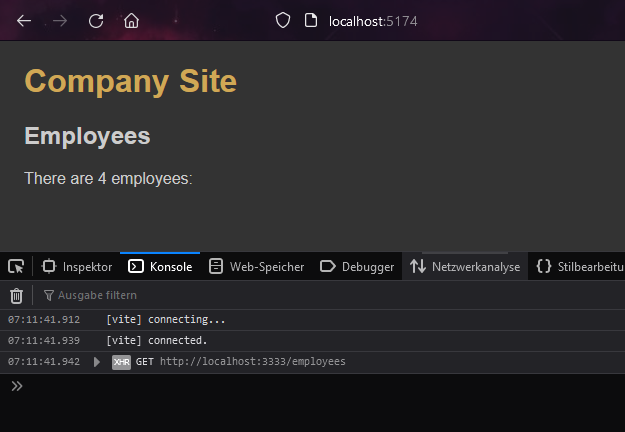 localhost:5174
Company Site
Employees
There are 4 employees:
Inspektor Konsole Web-Speicher Debugger Netzwerkanalyse Stilbearbeitu
Ausgabe filtern
07:11:41.912 [vite] connecting...
07:11:41.939 [vite] connected.
07:11:41.942 XHR GET http://localhost:3333/employees